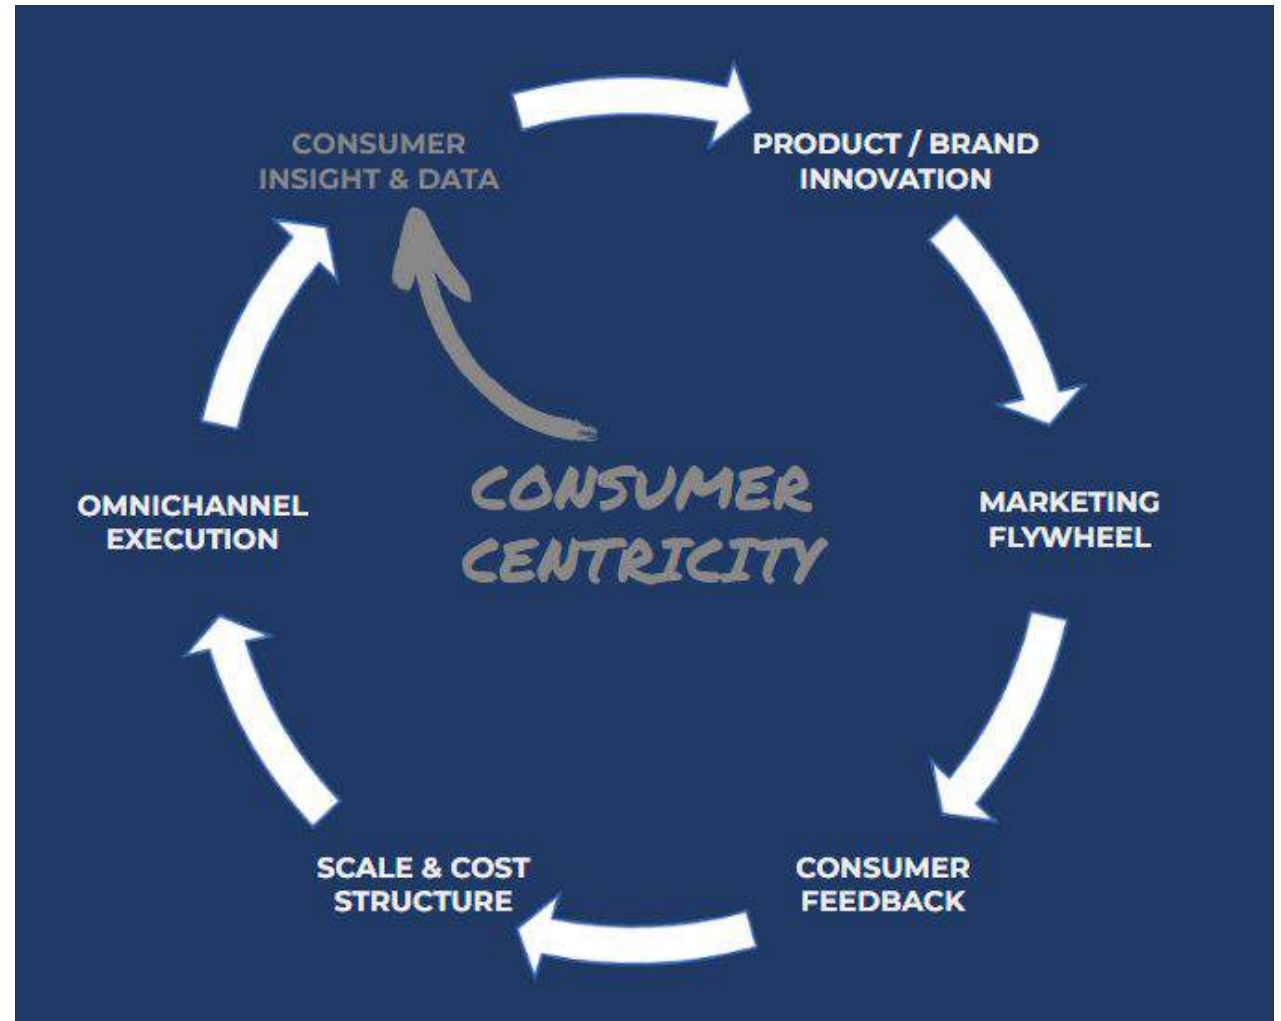 CONSUMER
INSIGHT & DATA
PRODUCT / BRAND
INNOVATION
OMNICHANNEL
EXECUTION
CONSUMER
CENTRICITY
MARKETING
FLYWHEEL
SCALE & COST
STRUCTURE
CONSUMER
FEEDBACK